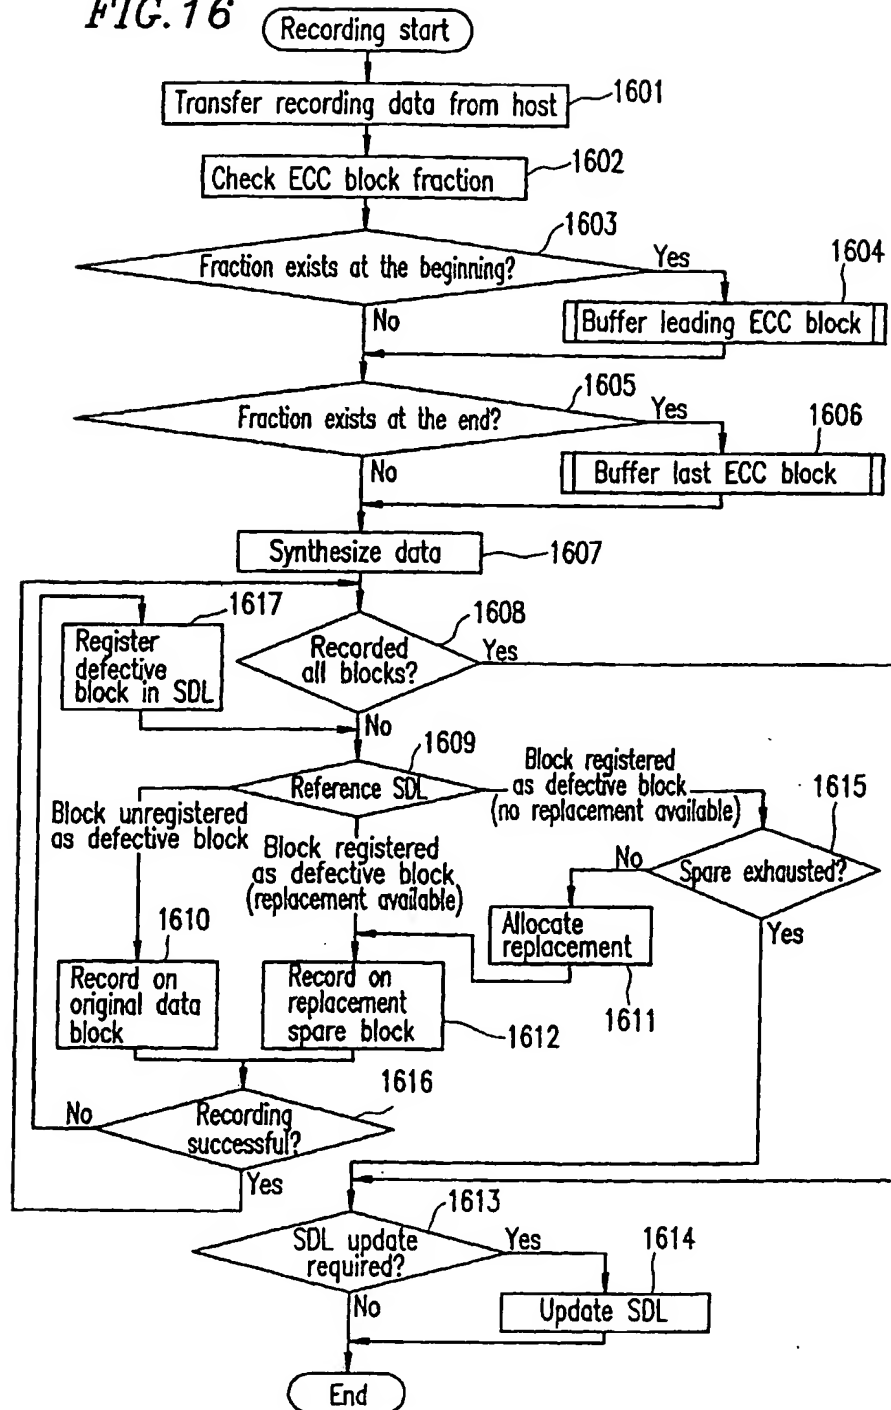 FIG. 16
Recording start
Transfer recording data from host
1601
Check ECC block fraction
1602
1603
Fraction exists at the beginning?
Yes
1604
Buffer leading ECC block
No
1605
Fraction exists at the end?
Yes
1606
Buffer last ECC block
No
Synthesize data
1607
1617
Register
defective
block in SDL
1608
Recorded
all blocks?
Yes
No
1609
Reference SDL
Block registered
as defective block
(no replacement available)
1615
Block unregistered
as defective block
Block registered
as defective block
(replacement available)
No
Spare exhausted?
Yes
Allocate
replacement
1611
1610
Record on
original data
block
Record on
replacement
spare block
1612
1616
No
Recording
successful?
Yes
1613
SDL update
required?
Yes
1614
Update SDL
No
End